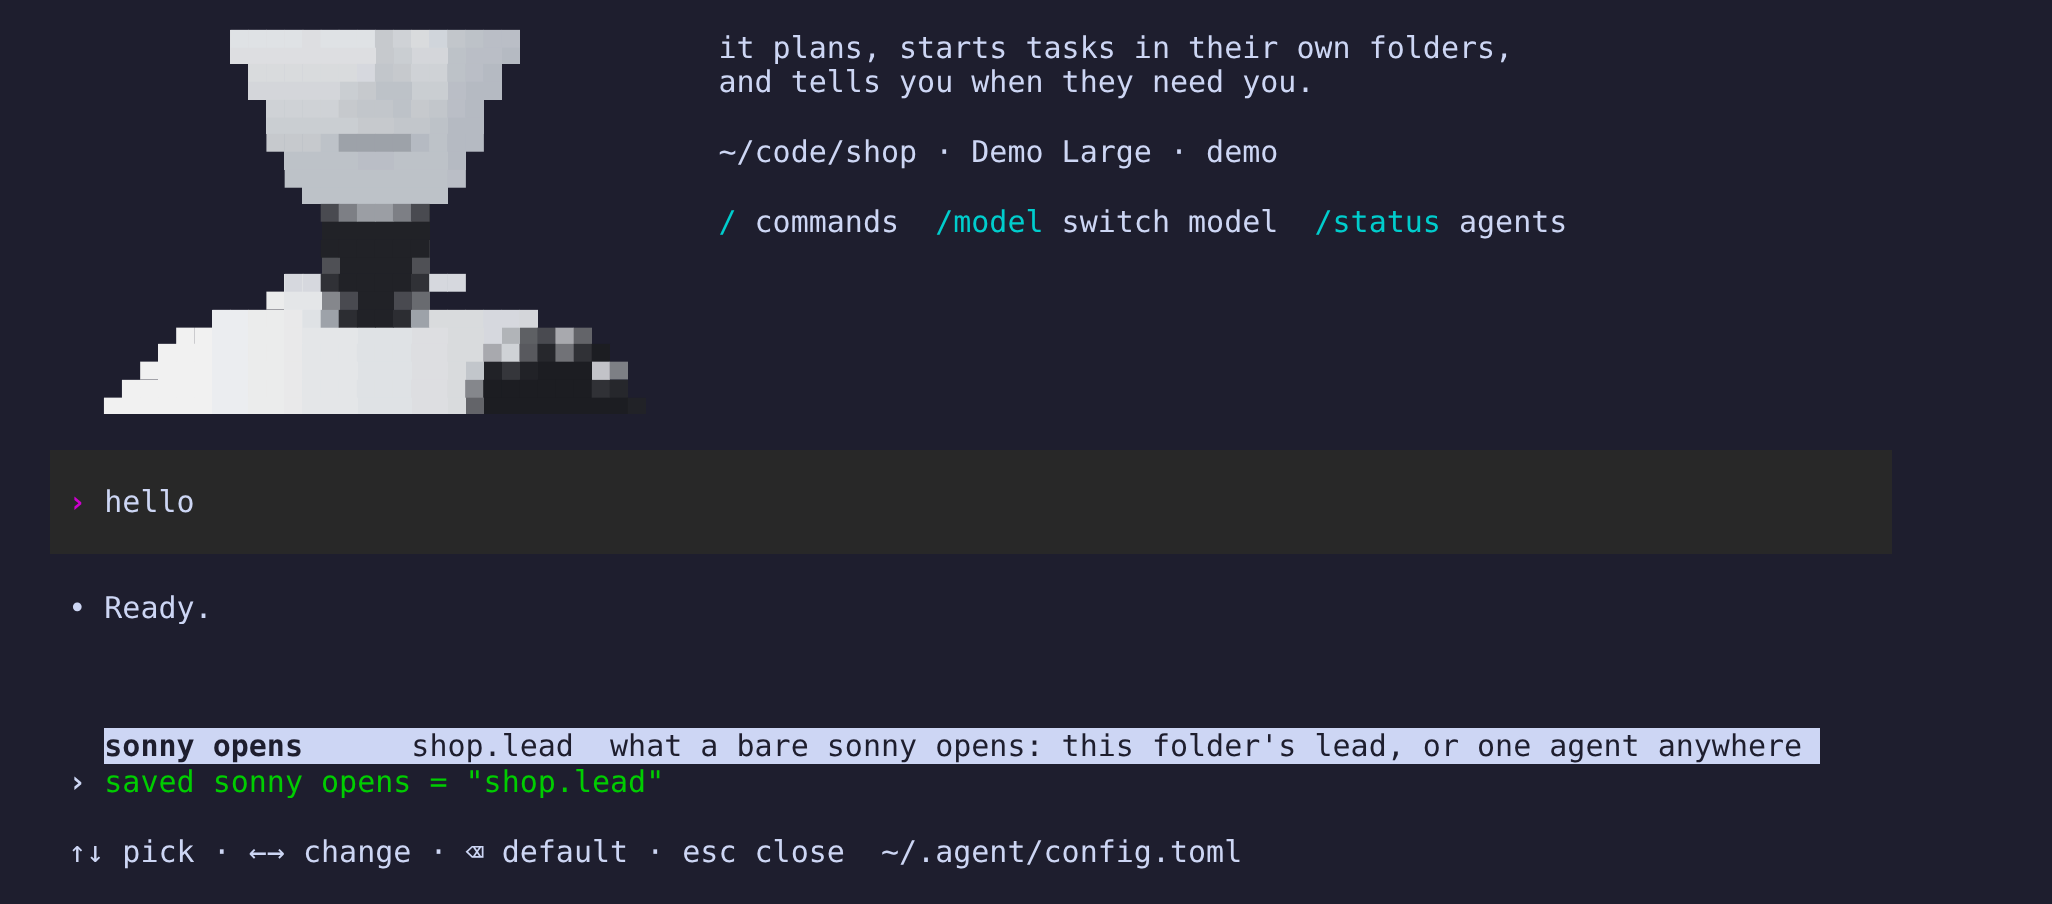 it plans, starts tasks in their own folders,
and tells you when they need you.
~/code/shop · Demo Large · demo
/ commands  /model switch model  /status agents
› hello
• Ready.
sonny opens      shop.lead  what a bare sonny opens: this folder's lead, or one agent anywhere
› saved sonny opens = "shop.lead"
↑↓ pick · ←→ change · ⌫ default · esc close  ~/.agent/config.toml